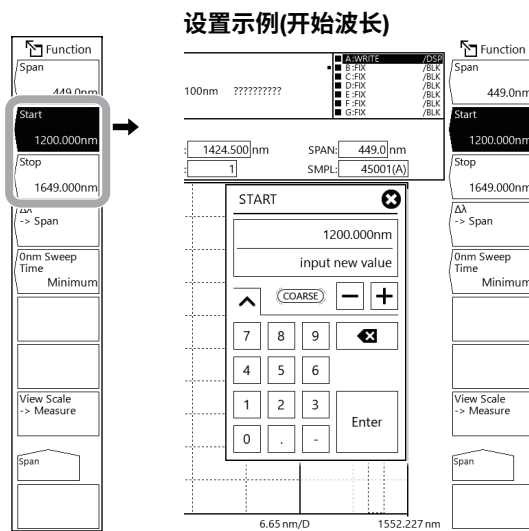 设置示例(开始波长)
Function
Span
449.0nm
Start
1200.000nm
Stop
1649.000nm
Δλ
-> Span
0nm Sweep
Time
Minimum
View Scale
-> Measure
Span
A:WRITE /DSP
B:FIX /BLK
C:FIX /BLK
D:FIX /BLK
E:FIX /BLK
F:FIX /BLK
G:FIX /BLK
100nm ??????????
: 1424.500 nm SPAN: 449.0 nm
: 1 SMPL: 45001(A)
START
1200.000nm
input new value
COARSE
7 8 9
4 5 6
1 2 3
Enter
0 . -
6.65 nm/D 1552.227 nm
Function
Span
449.0nm
Start
1200.000nm
Stop
1649.000nm
Δλ
-> Span
0nm Sweep
Time
Minimum
View Scale
-> Measure
Span